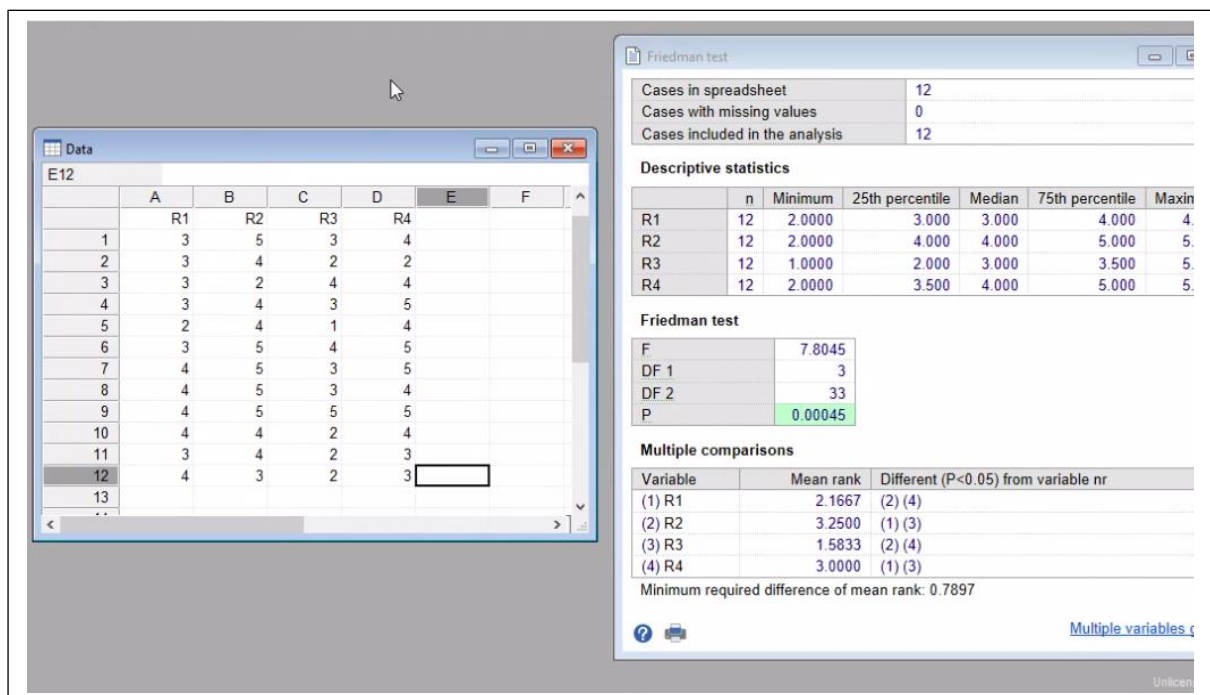 Data
E12
A B C D E F
R1 R2 R3 R4
1 3 5 3 4
2 3 4 2 2
3 3 2 4 4
4 3 4 3 5
5 2 4 1 4
6 3 5 4 5
7 4 5 3 5
8 4 5 3 4
9 4 5 5 5
10 4 4 2 4
11 3 4 2 3
12 4 3 2 3
13
Friedman test
Cases in spreadsheet 12
Cases with missing values 0
Cases included in the analysis 12
Descriptive statistics
n Minimum 25th percentile Median 75th percentile Maxim
R1 12 2.0000 3.000 3.000 4.000 4.
R2 12 2.0000 4.000 4.000 5.000 5.
R3 12 1.0000 2.000 3.000 3.500 5.
R4 12 2.0000 3.500 4.000 5.000 5.
Friedman test
F 7.8045
DF 1 3
DF 2 33
P 0.00045
Multiple comparisons
Variable Mean rank Different (P<0.05) from variable nr
(1) R1 2.1667 (2) (4)
(2) R2 3.2500 (1) (3)
(3) R3 1.5833 (2) (4)
(4) R4 3.0000 (1) (3)
Minimum required difference of mean rank: 0.7897
Multiple variables
Unlicen